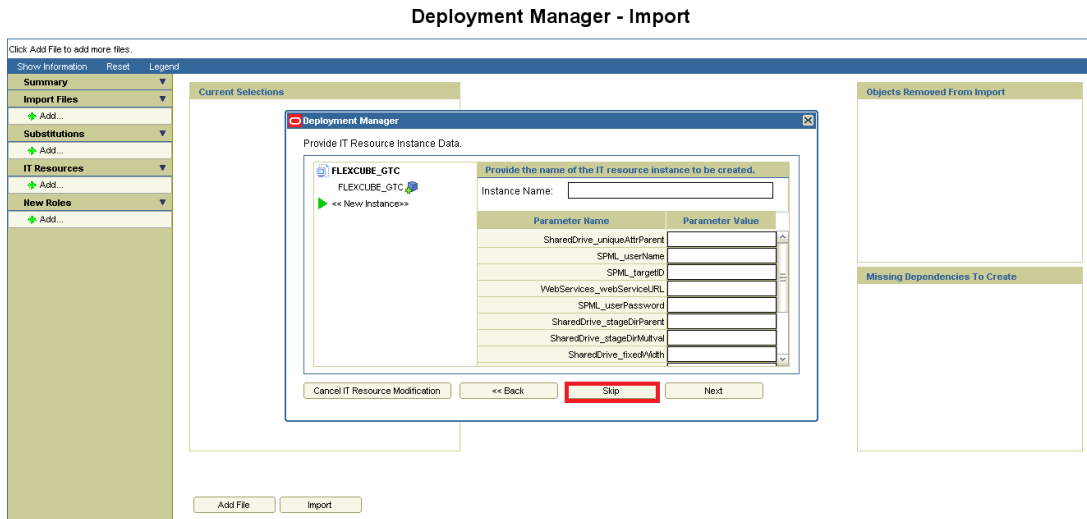 Deployment Manager - Import
Click Add File to add more files.
Show Information Reset Legend
Summary
Import Files
Add...
Substitutions
Add...
IT Resources
Add...
New Roles
Add...
Current Selections
Objects Removed From Import
Missing Dependencies To Create
Deployment Manager
Provide IT Resource Instance Data.
FLEXCUBE_GTC
FLEXCUBE_GTC
<< New Instance>>
Provide the name of the IT resource instance to be created.
Instance Name:
Parameter Name Parameter Value
SharedDrive_uniqueAttrParent
SPML_userName
SPML_targetID
WebServices_webServiceURL
SPML_userPassword
SharedDrive_stageDirParent
SharedDrive_stageDirMultval
SharedDrive_fixedWidth
Cancel IT Resource Modification << Back Skip Next
Add File Import